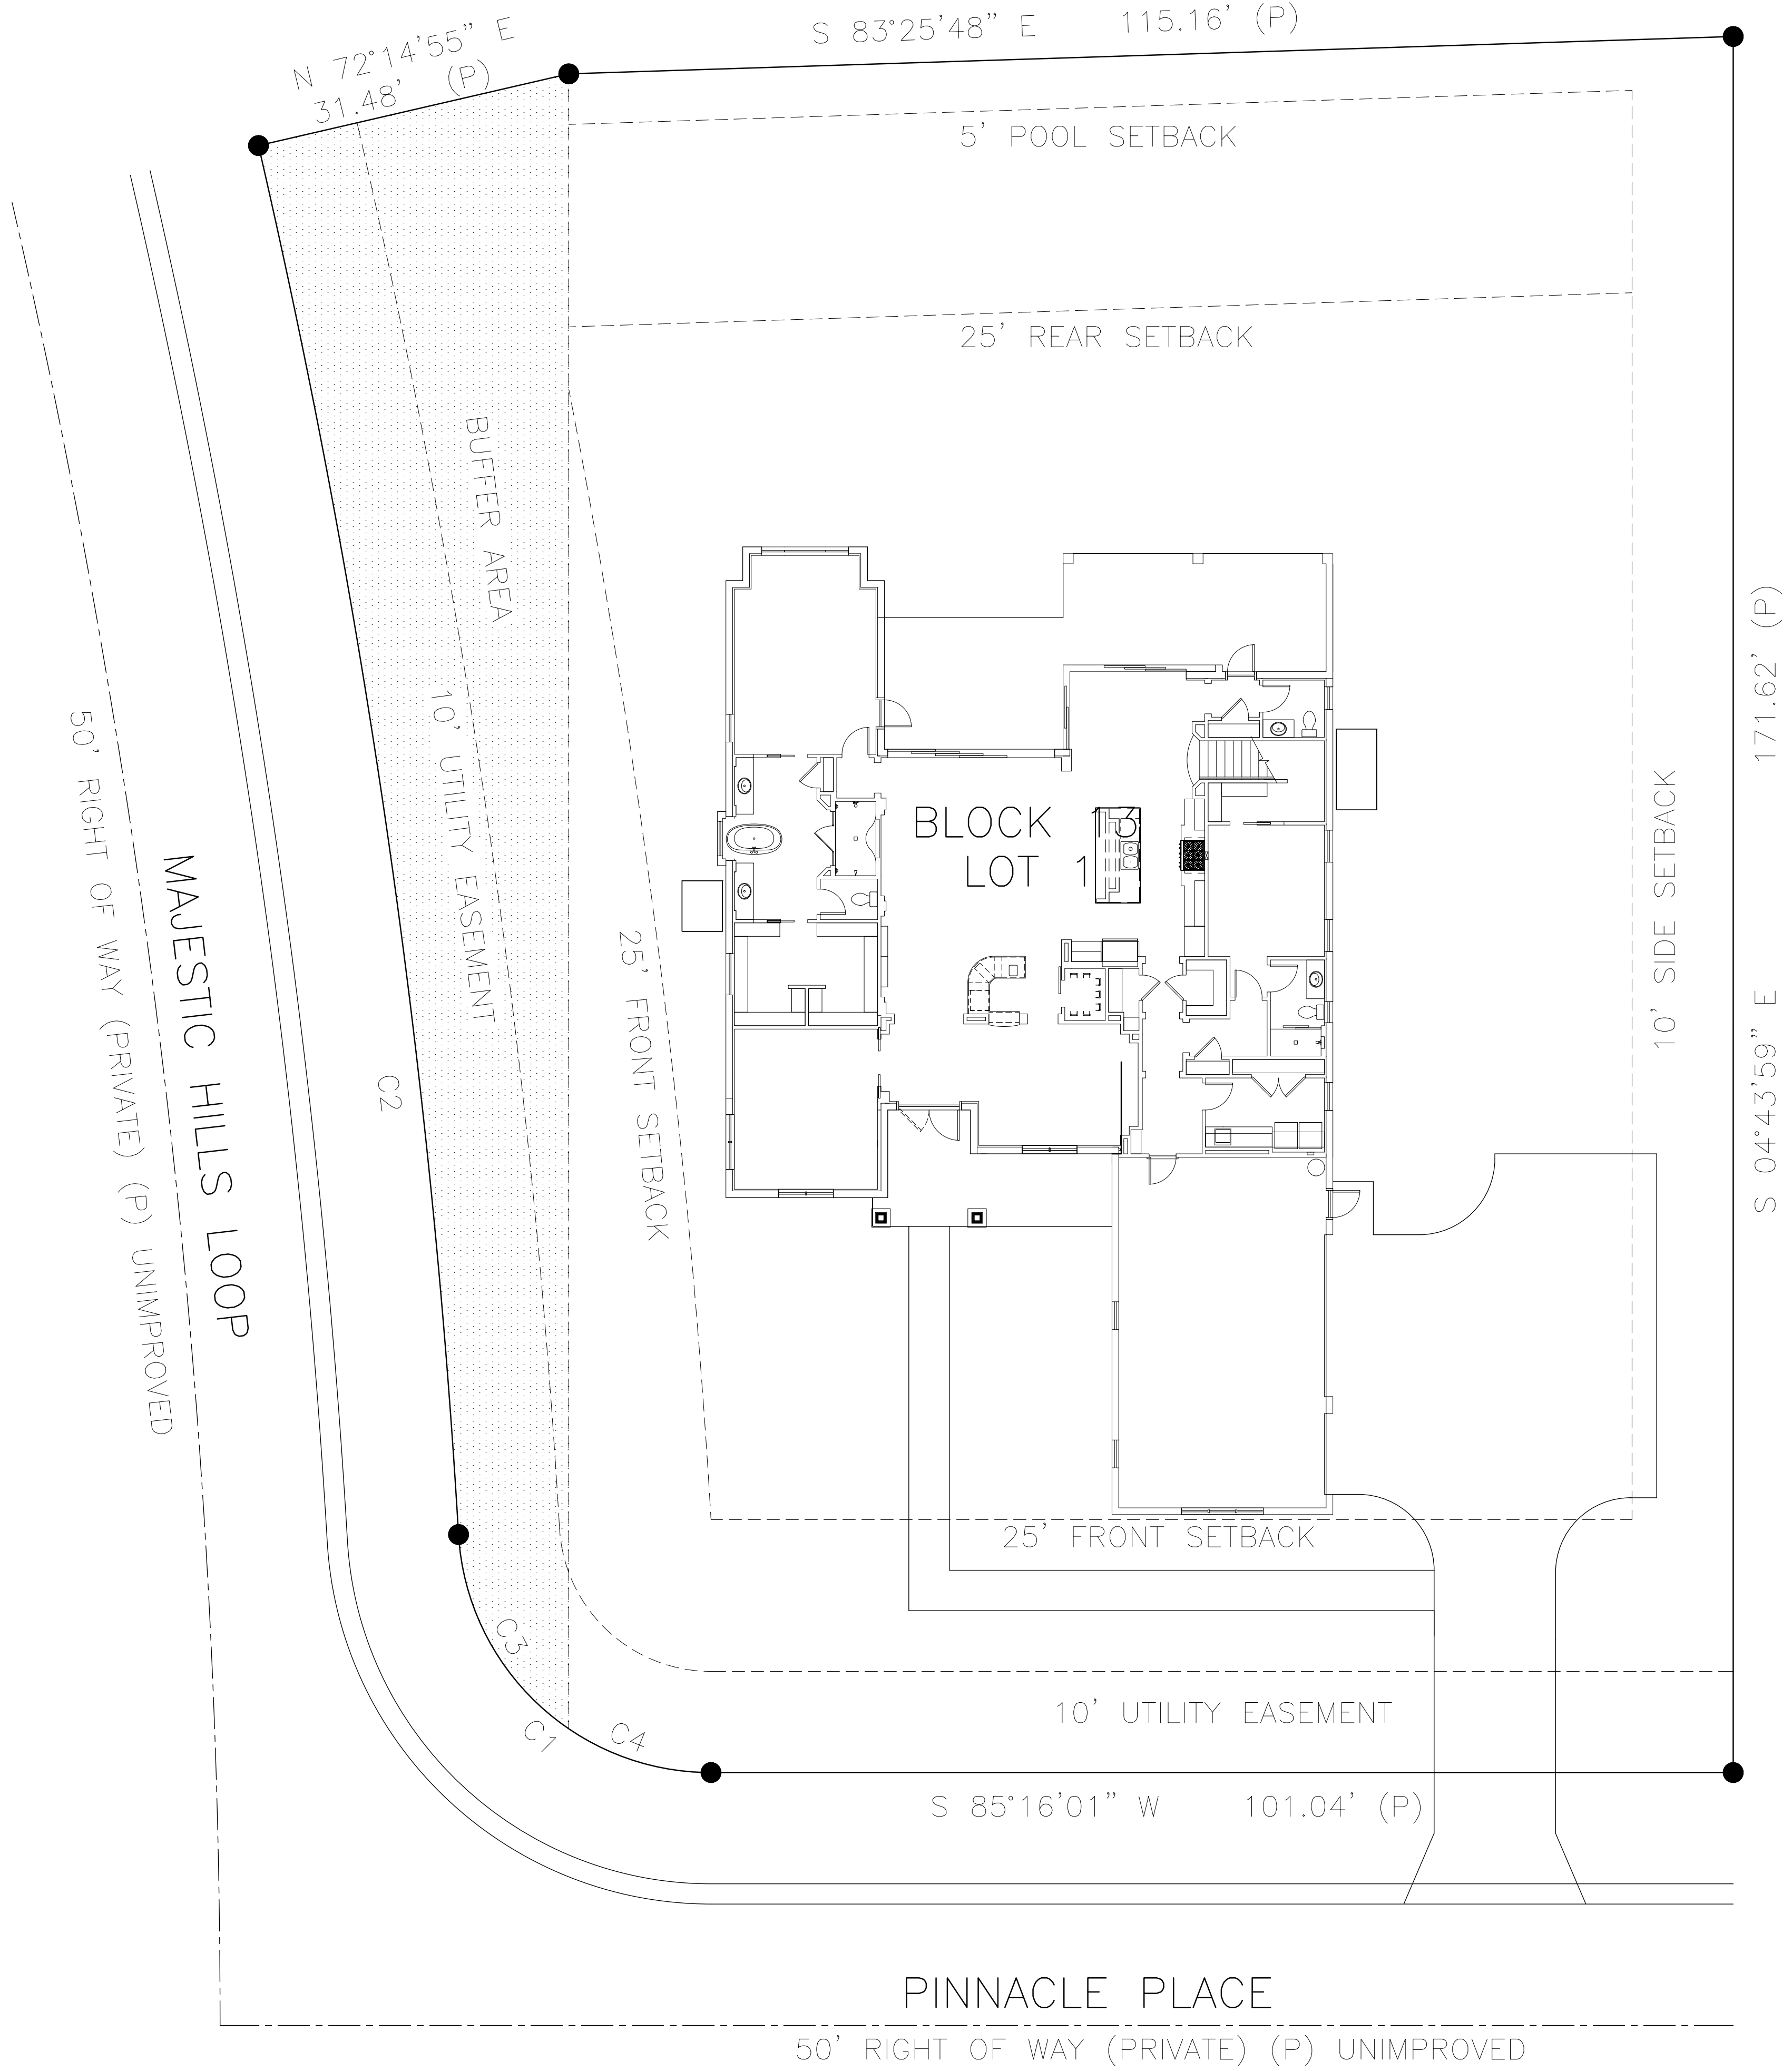 N 72°14'55" E
31.48' (P)
S 83°25'48" E 115.16' (P)
5' POOL SETBACK
25' REAR SETBACK
BUFFER AREA
10' UTILITY EASEMENT
25' FRONT SETBACK
BLOCK 13
LOT 1
10' SIDE SETBACK
S 04°43'59" E 171.62' (P)
C2
MAJESTIC HILLS LOOP
50' RIGHT OF WAY (PRIVATE) (P) UNIMPROVED
25' FRONT SETBACK
C3
C1
C4
10' UTILITY EASEMENT
S 85°16'01" W 101.04' (P)
PINNACLE PLACE
50' RIGHT OF WAY (PRIVATE) (P) UNIMPROVED